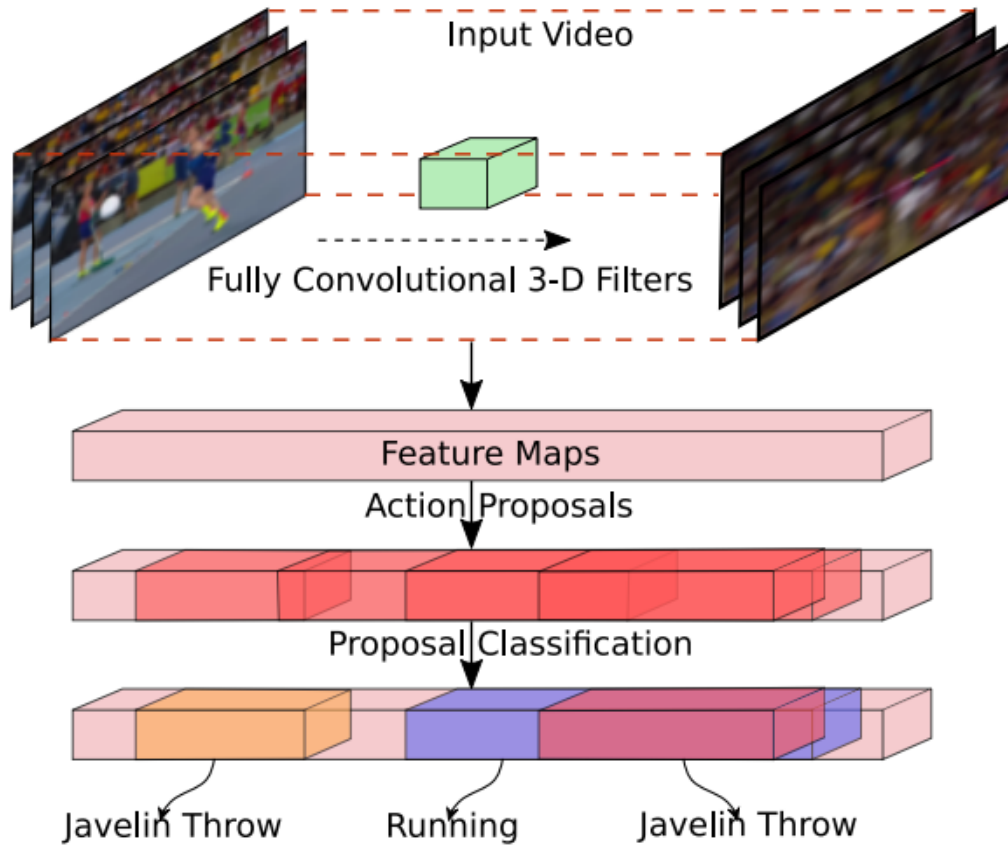 Input Video
Fully Convolutional 3-D Filters
Feature Maps
Action Proposals
Proposal Classification
Javelin Throw
Running
Javelin Throw